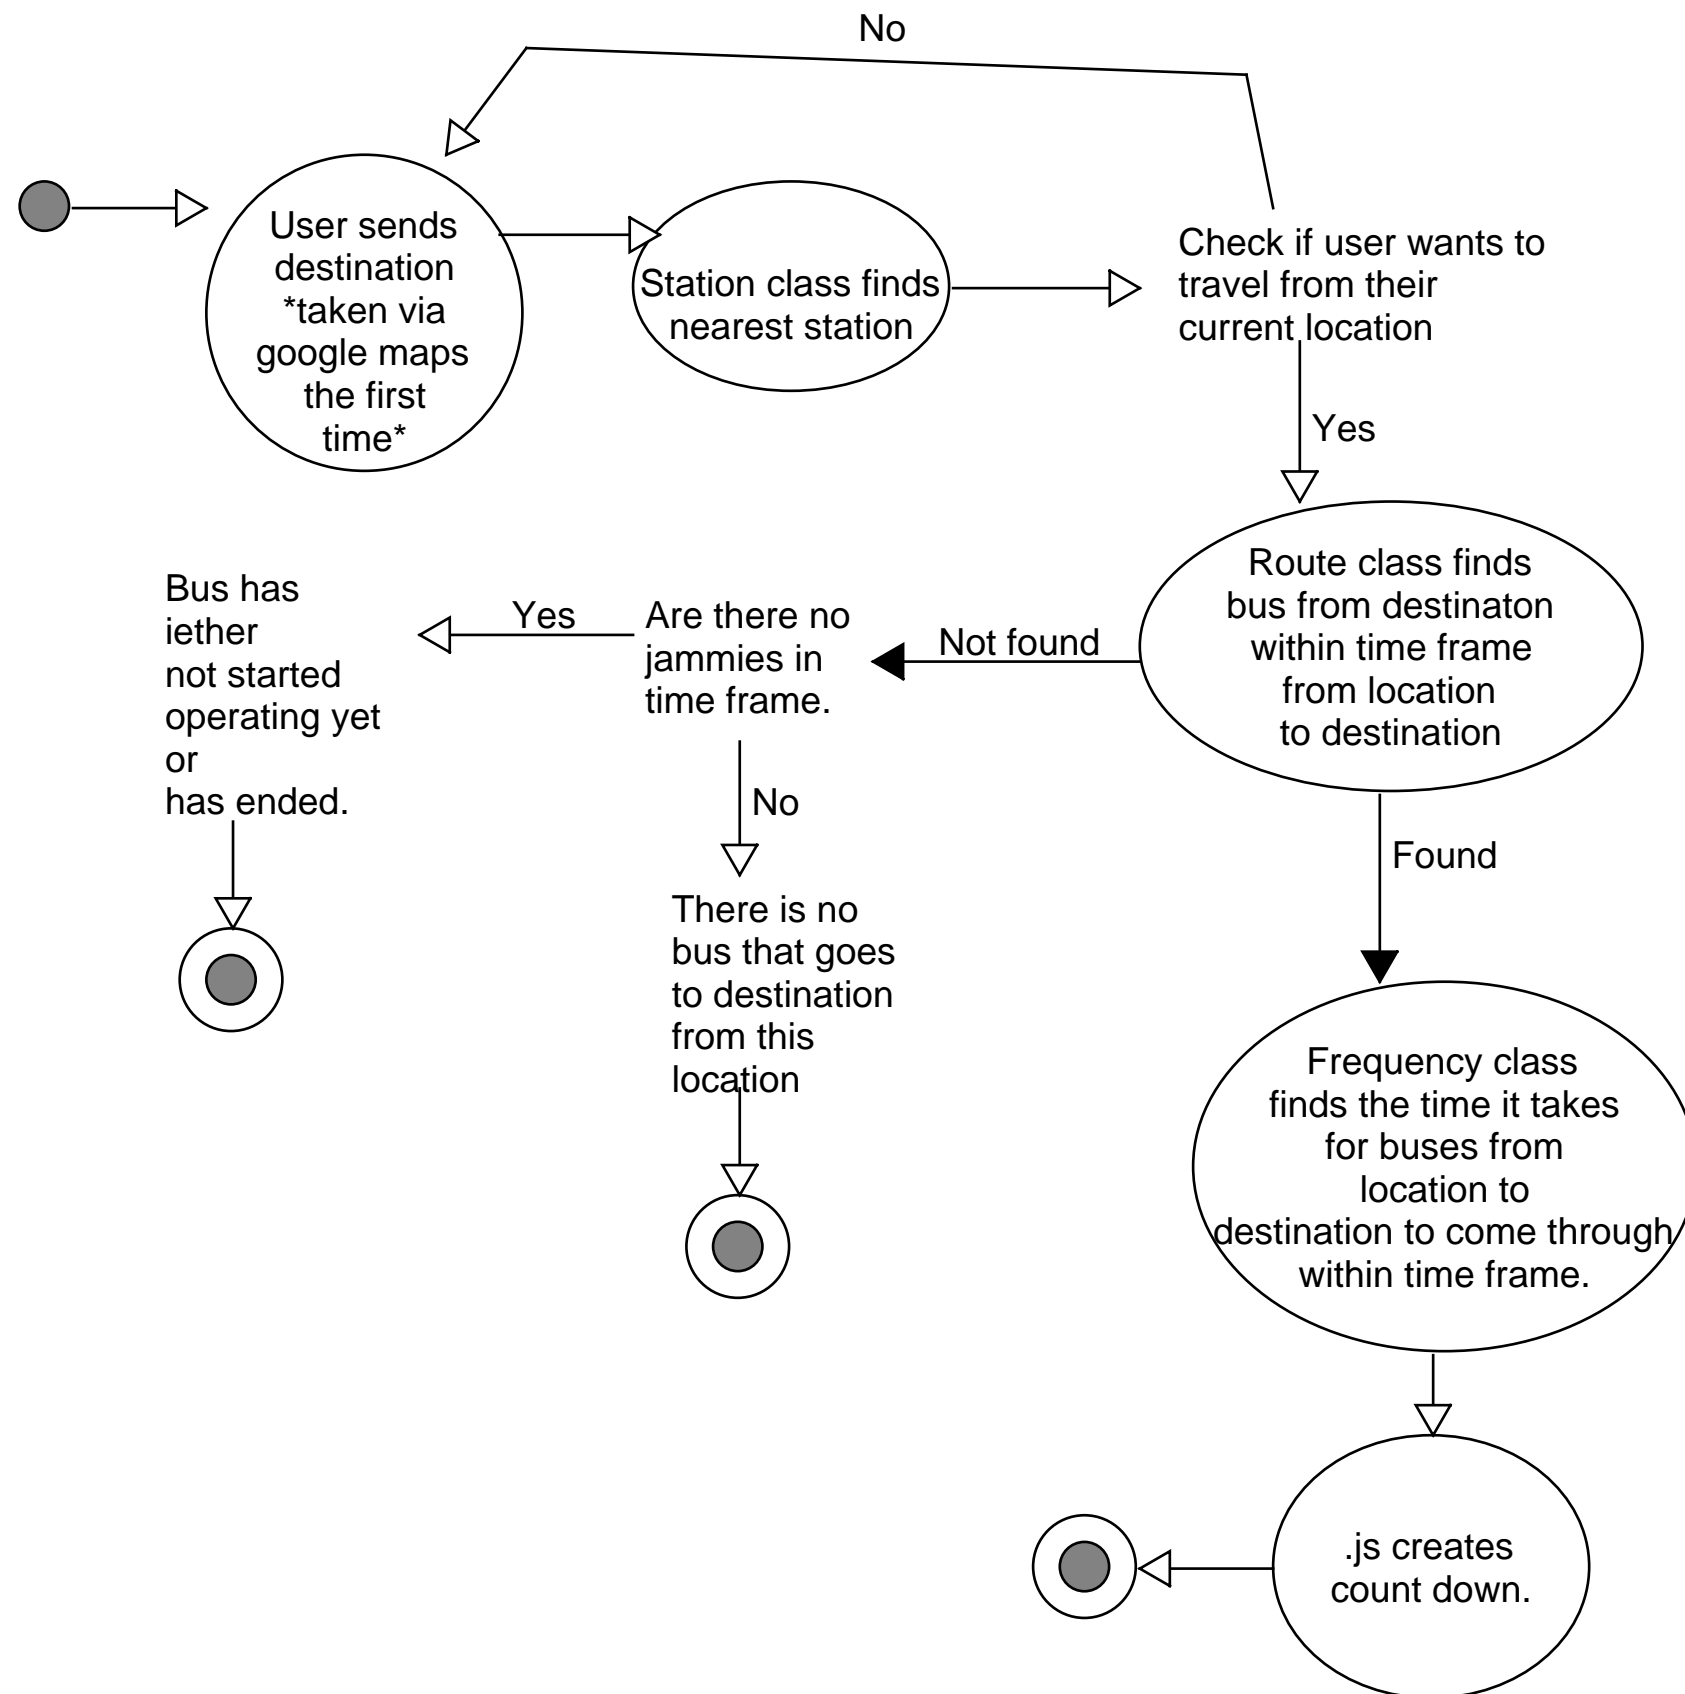 No
User sends
destination
*taken via
google maps
the first
time*
Station class finds
nearest station
Check if user wants to
travel from their
current location
Yes
Route class finds
bus from destinaton
within time frame
from location
to destination
Not found
Are there no
jammies in
time frame.
Yes
Bus has
iether
not started
operating yet
or
has ended.
No
There is no
bus that goes
to destination
from this
location
Found
Frequency class
finds the time it takes
for buses from
location to
destination to come through
within time frame.
.js creates
count down.